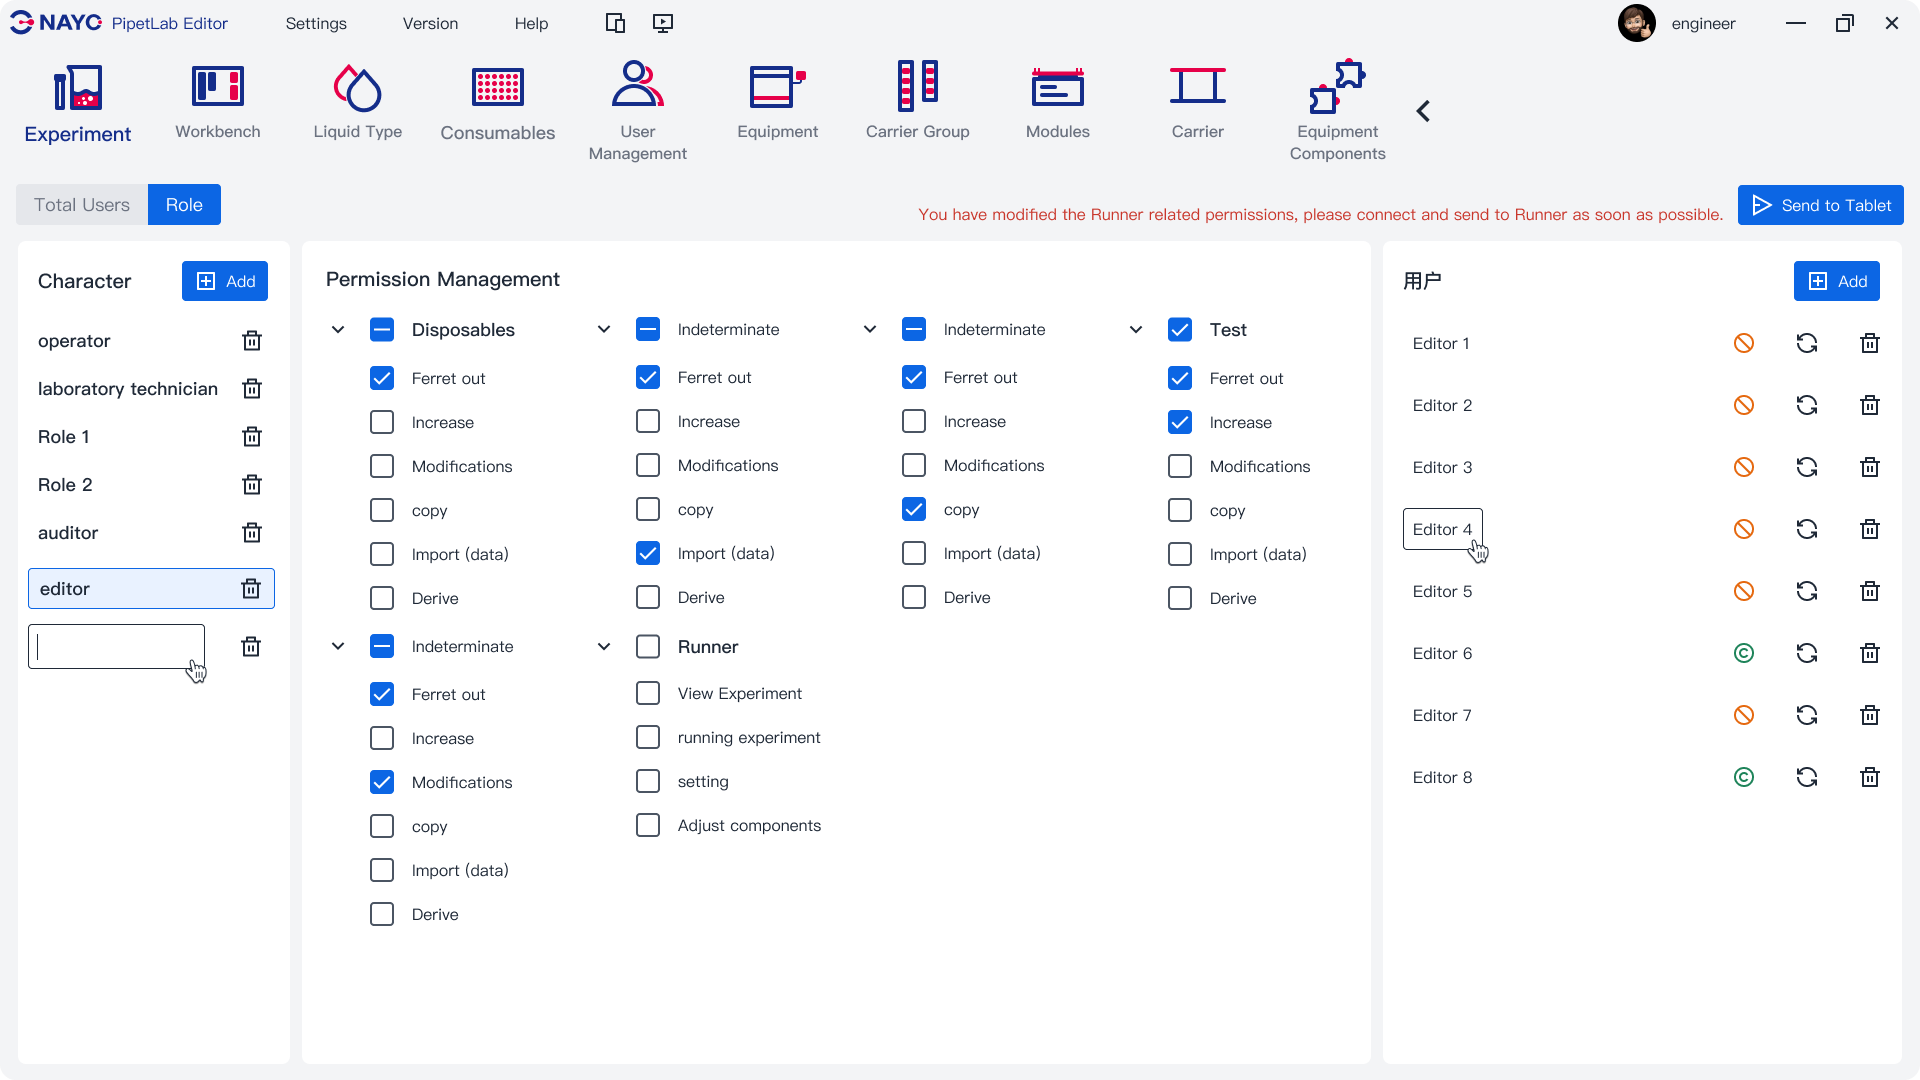 NAYO PipetLab Editor
Settings
Version
Help
engineer
Experiment
Workbench
Liquid Type
Consumables
User
Management
Equipment
Carrier Group
Modules
Carrier
Equipment
Components
Total Users
Role
You have modified the Runner related permissions, please connect and send to Runner as soon as possible.
Send to Tablet
Character
Add
operator
laboratory technician
Role 1
Role 2
auditor
editor
Permission Management
Disposables
Ferret out
Increase
Modifications
copy
Import (data)
Derive
Indeterminate
Ferret out
Increase
Modifications
copy
Import (data)
Derive
Indeterminate
Ferret out
Increase
Modifications
copy
Import (data)
Derive
Test
Ferret out
Increase
Modifications
copy
Import (data)
Derive
Indeterminate
Ferret out
Increase
Modifications
copy
Import (data)
Derive
Runner
View Experiment
running experiment
setting
Adjust components
用户
Add
Editor 1
Editor 2
Editor 3
Editor 4
Editor 5
Editor 6
Editor 7
Editor 8